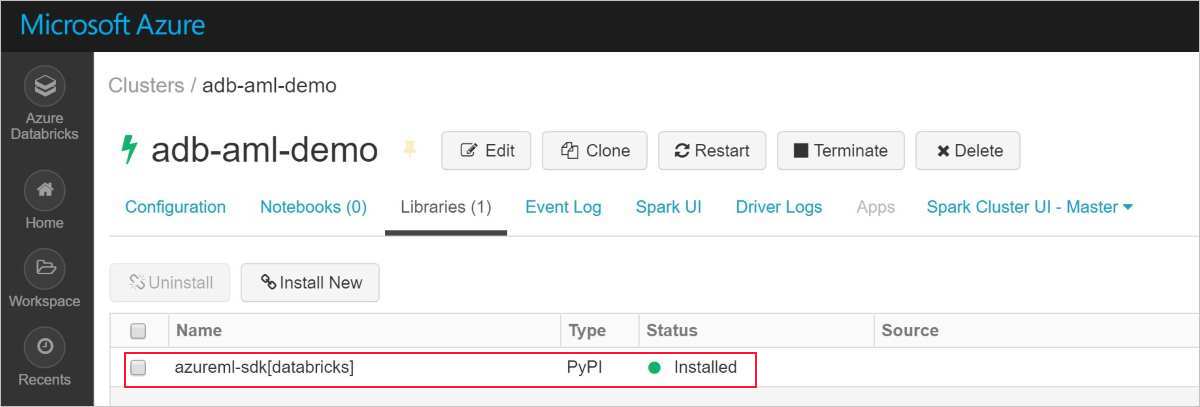 Microsoft Azure
Azure
Databricks
Home
Workspace
Recents
Clusters / adb-aml-demo
adb-aml-demo Edit Clone Restart Terminate Delete
Configuration Notebooks (0) Libraries (1) Event Log Spark UI Driver Logs Apps Spark Cluster UI - Master
Uninstall Install New
Name Type Status Source
azureml-sdk[databricks] PyPI Installed